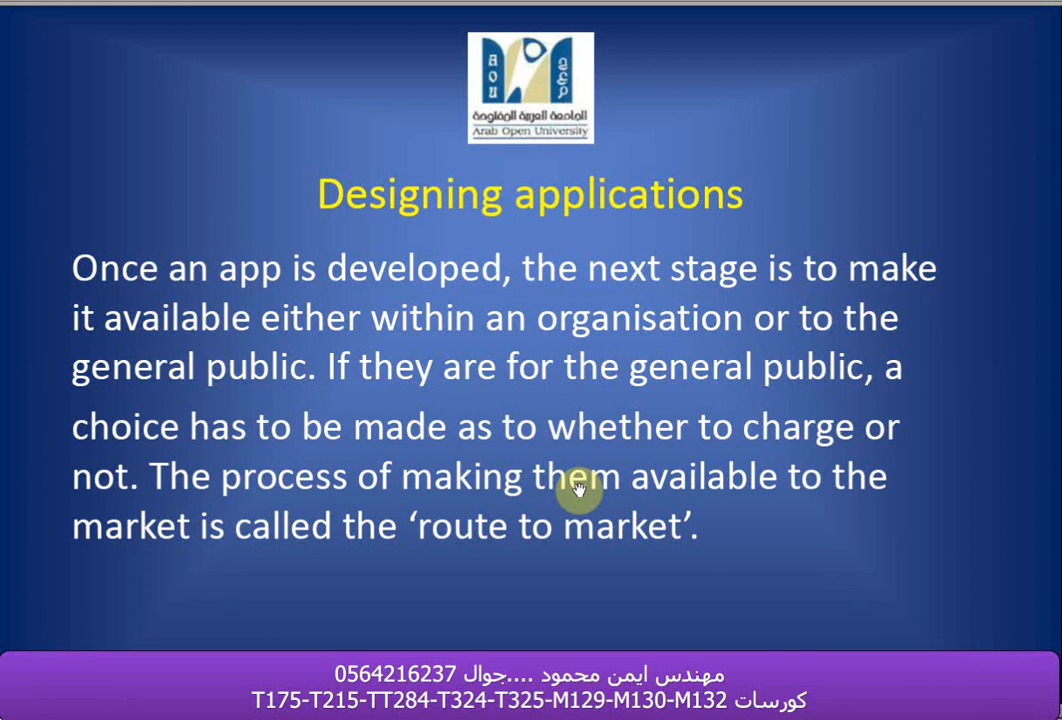 AOU
الجامعة العربية المفتوحة
Arab Open University
Designing applications
Once an app is developed, the next stage is to make
it available either within an organisation or to the
general public. If they are for the general public, a
choice has to be made as to whether to charge or
not. The process of making them available to the
market is called the ‘route to market’.
مهندس ايمن محمود ....جوال 0564216237
كورسات T175-T215-TT284-T324-T325-M129-M130-M132